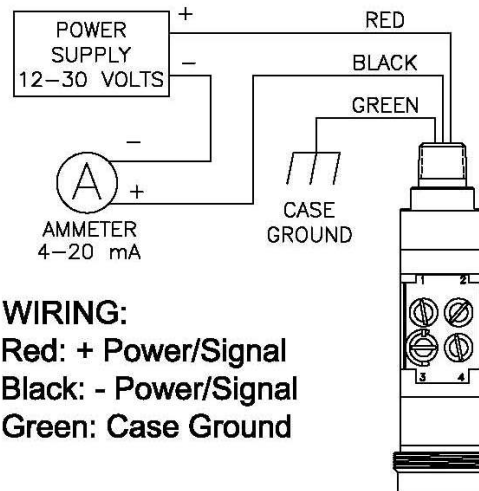 +
RED
POWER
SUPPLY
12–30 VOLTS
–
BLACK
GREEN
–
A
+
AMMETER
4–20 mA
CASE
GROUND
1 2
3 4
WIRING:
Red: + Power/Signal
Black: - Power/Signal
Green: Case Ground